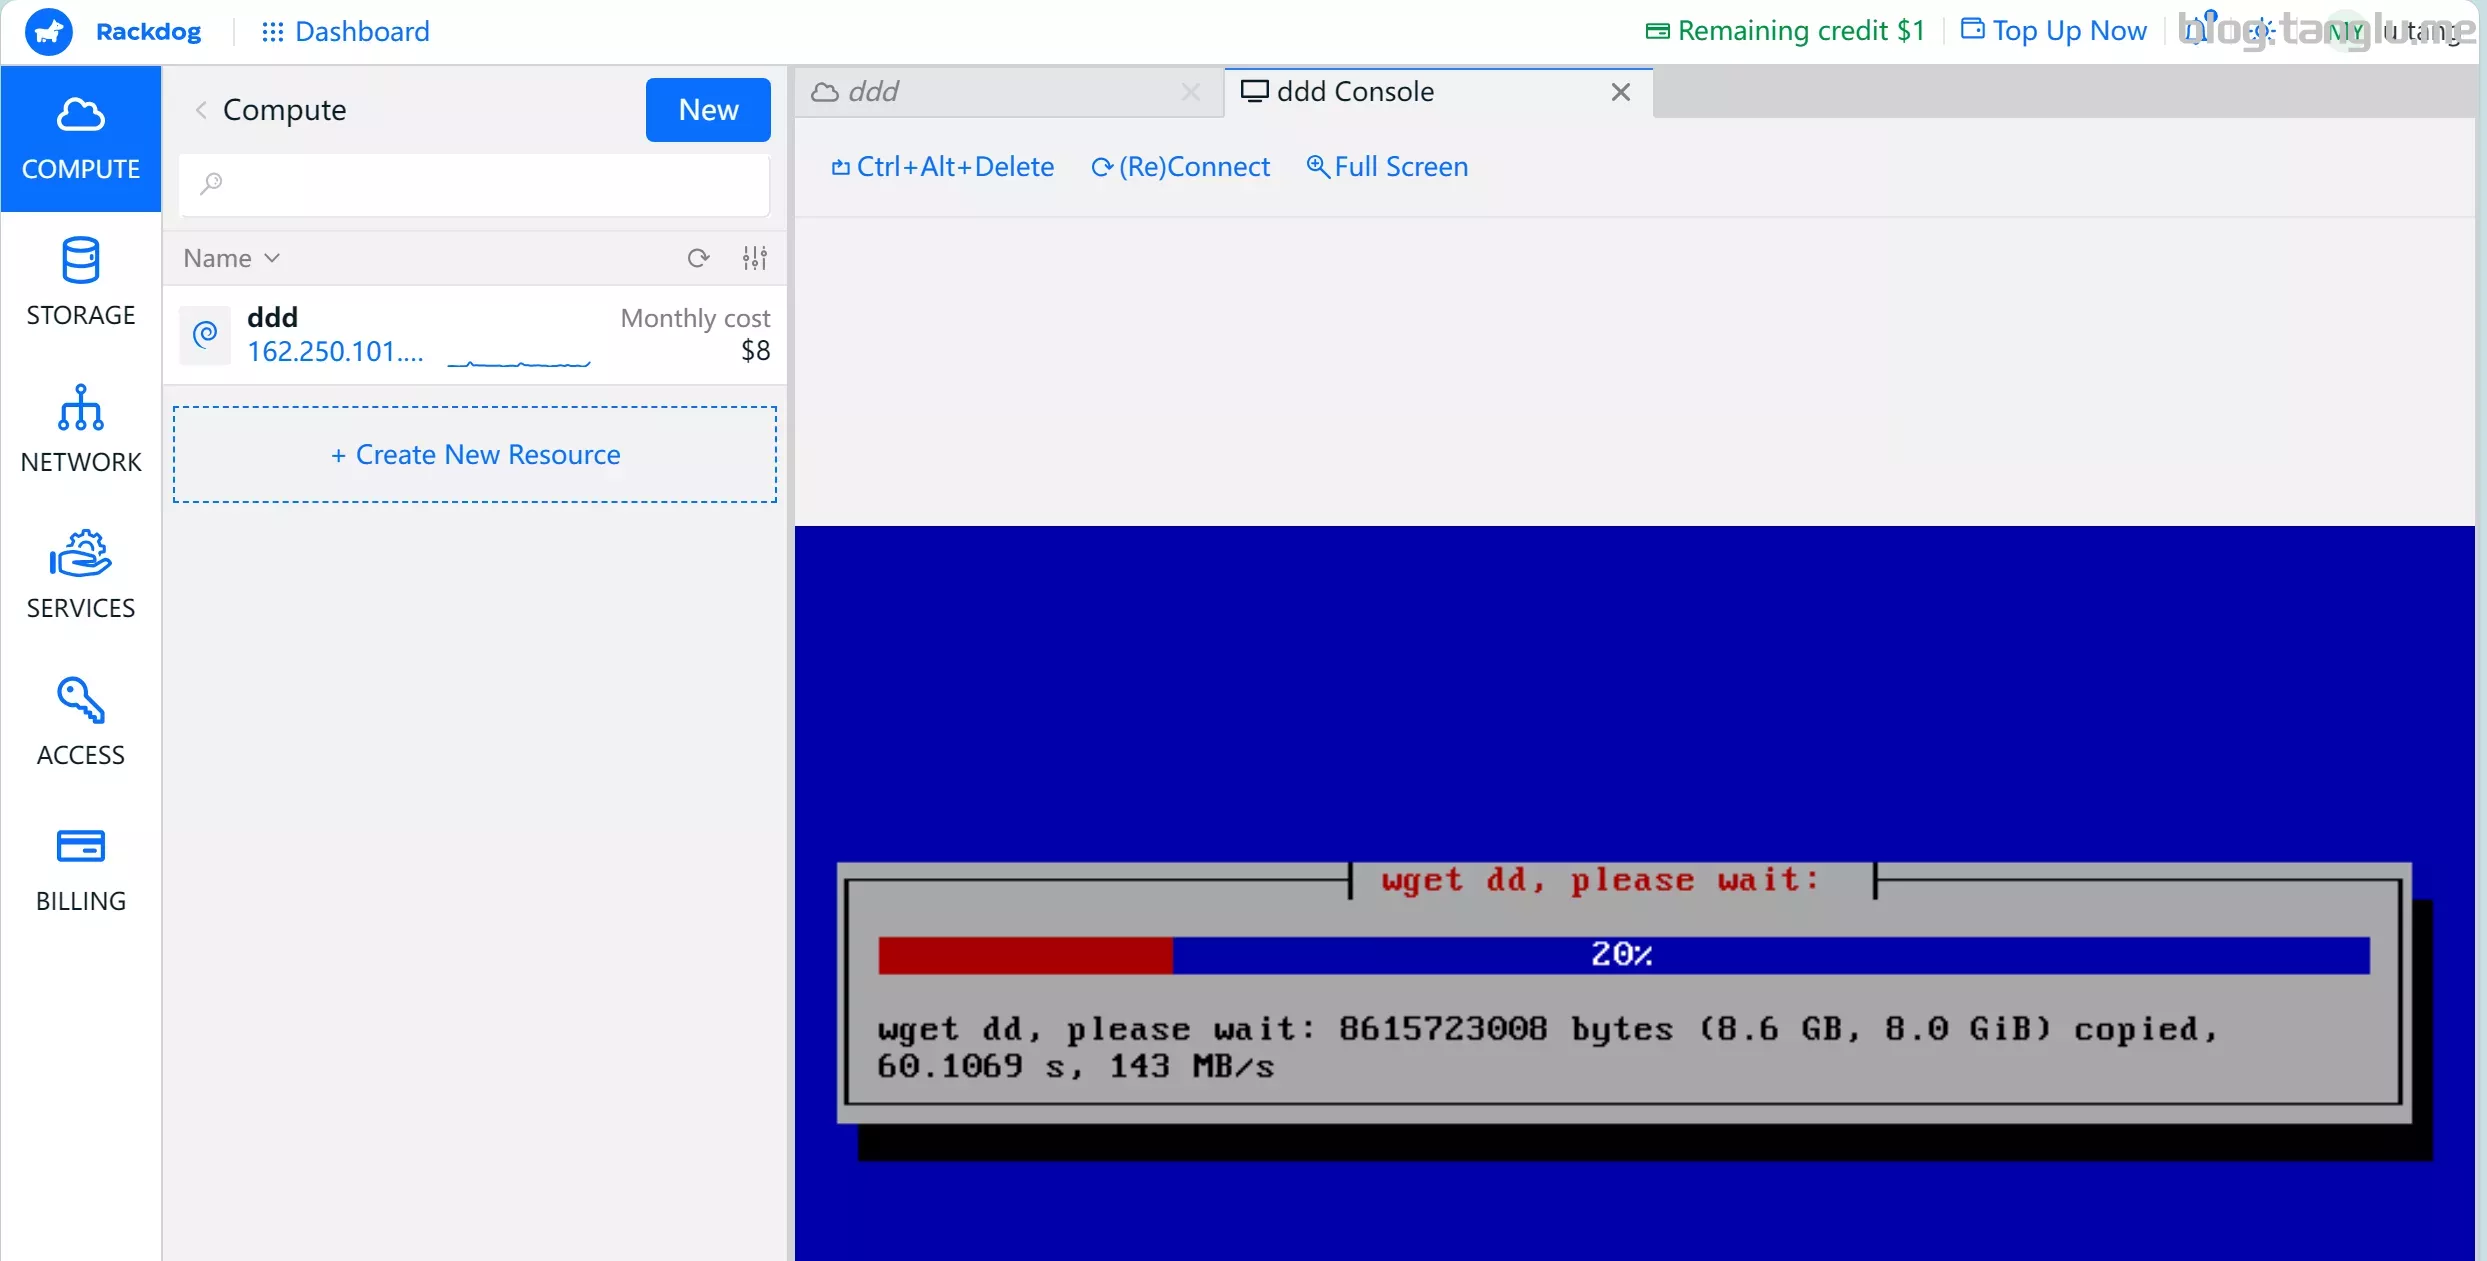 Rackdog
Dashboard
Remaining credit $1
Top Up Now
blog.tanglu.me
COMPUTE
STORAGE
NETWORK
SERVICES
ACCESS
BILLING
Compute
New
Name
ddd
162.250.101....
Monthly cost
$8
+ Create New Resource
ddd
ddd Console
Ctrl+Alt+Delete
(Re)Connect
Full Screen
wget dd, please wait:
20%
wget dd, please wait: 8615723008 bytes (8.6 GB, 8.0 GiB) copied,
60.1069 s, 143 MB/s